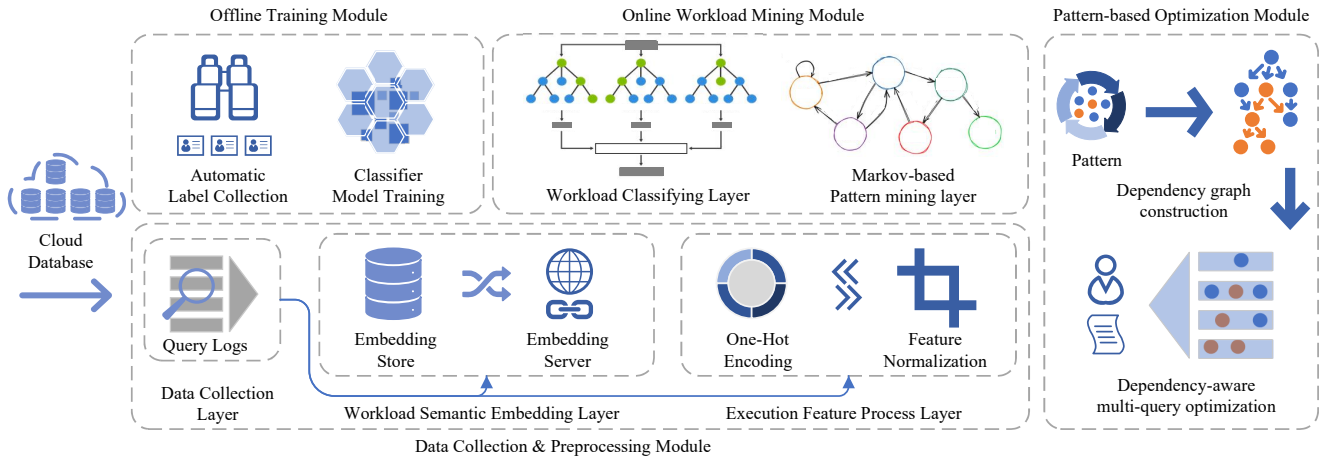 Offline Training Module
Online Workload Mining Module
Pattern-based Optimization Module
Automatic
Label Collection
Classifier
Model Training
Workload Classifying Layer
Markov-based
Pattern mining layer
Pattern
Dependency graph
construction
Cloud
Database
Query Logs
Embedding
Store
Embedding
Server
One-Hot
Encoding
Feature
Normalization
Data Collection
Layer
Workload Semantic Embedding Layer
Execution Feature Process Layer
Dependency-aware
multi-query optimization
Data Collection & Preprocessing Module